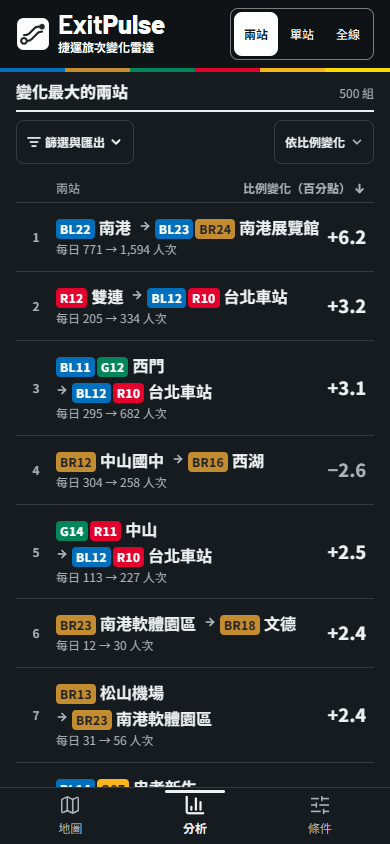 ExitPulse
捷運旅次變化雷達
兩站 單站 全線
變化最大的兩站 500 組
篩選與匯出 依比例變化
兩站 比例變化（百分點）↓
1 BL22 南港 → BL23 BR24 南港展覽館 +6.2
每日 771 → 1,594 人次
2 R12 雙連 → BL12 R10 台北車站 +3.2
每日 205 → 334 人次
BL11 G12 西門
3 → BL12 R10 台北車站 +3.1
每日 295 → 682 人次
4 BR12 中山國中 → BR16 西湖 −2.6
每日 304 → 258 人次
G14 R11 中山
5 → BL12 R10 台北車站 +2.5
每日 113 → 227 人次
6 BR23 南港軟體園區 → BR18 文德 +2.4
每日 12 → 30 人次
BR13 松山機場
7 → BR23 南港軟體園區 +2.4
每日 31 → 56 人次
地圖 分析 條件